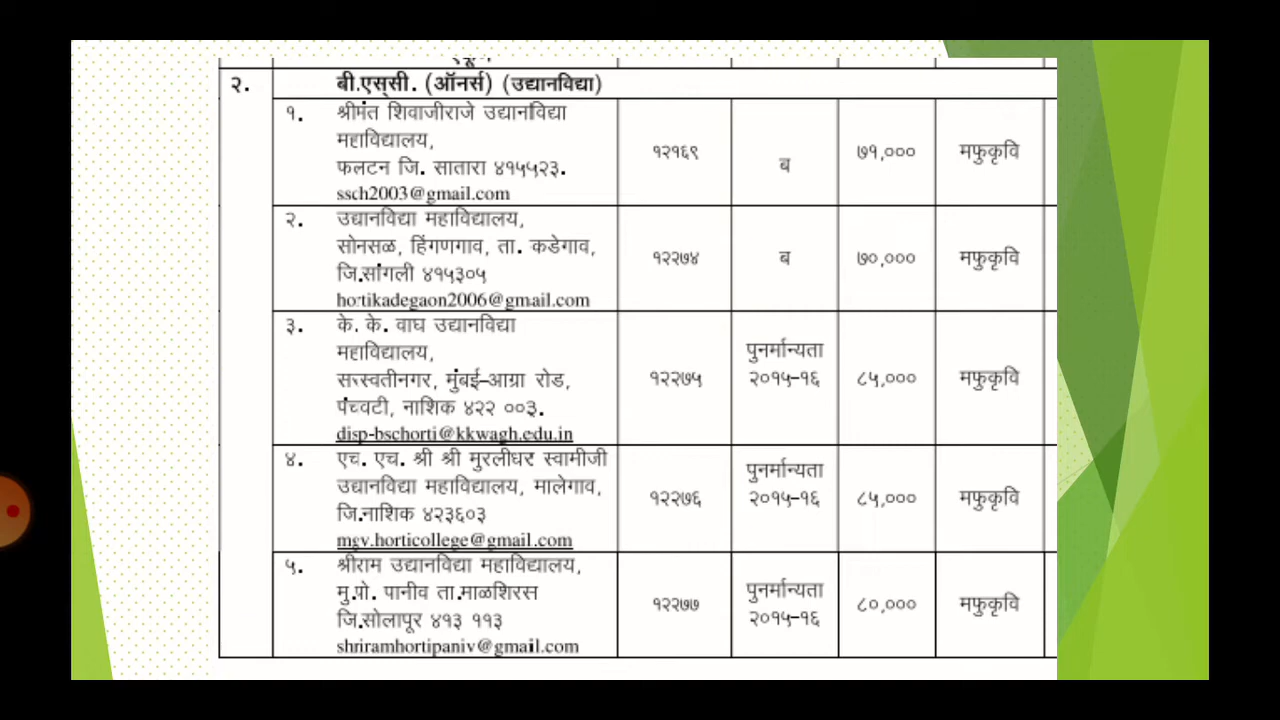 २. बी.एस्सी. (ऑनर्स) (उद्यानविद्या)
१. श्रीमंत शिवाजीराजे उद्यानविद्या
महाविद्यालय,
फलटन जि. सातारा ४१५५२३.
ssch2003@gmail.com
१२१६९
ब
७१,०००
मफुकृवि
२. उद्यानविद्या महाविद्यालय,
सोनसळ, हिंगणगाव, ता. कडेगाव,
जि.सांगली ४१५३०५
hortikadegaon2006@gmail.com
१२२७४
ब
७०,०००
मफुकृवि
३. के. के. वाघ उद्यानविद्या
महाविद्यालय,
सरस्वतीनगर, मुंबई–आग्रा रोड,
पंचवटी, नाशिक ४२२ ००३.
disp-bschorti@kkwagh.edu.in
१२२७५
पुनर्मान्यता
२०१५–१६
८५,०००
मफुकृवि
४. एच. एच. श्री श्री मुरलीधर स्वामीजी
उद्यानविद्या महाविद्यालय, मालेगाव,
जि.नाशिक ४२३६०३
mgv.horticollege@gmail.com
१२२७६
पुनर्मान्यता
२०१५–१६
८५,०००
मफुकृवि
५. श्रीराम उद्यानविद्या महाविद्यालय,
मु.पो. पानीव ता.माळशिरस
जि.सोलापूर ४१३ ११३
shriramhortipaniv@gmail.com
१२२७७
पुनर्मान्यता
२०१५–१६
८०,०००
मफुकृवि